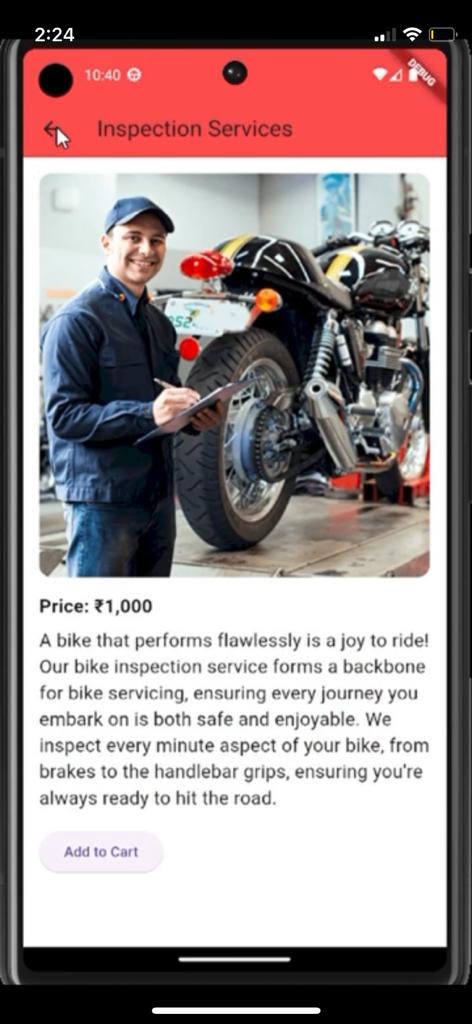 2:24
10:40
DEBUG
Inspection Services
52
Price: ₹1,000
A bike that performs flawlessly is a joy to ride!
Our bike inspection service forms a backbone
for bike servicing, ensuring every journey you
embark on is both safe and enjoyable. We
inspect every minute aspect of your bike, from
brakes to the handlebar grips, ensuring you're
always ready to hit the road.
Add to Cart